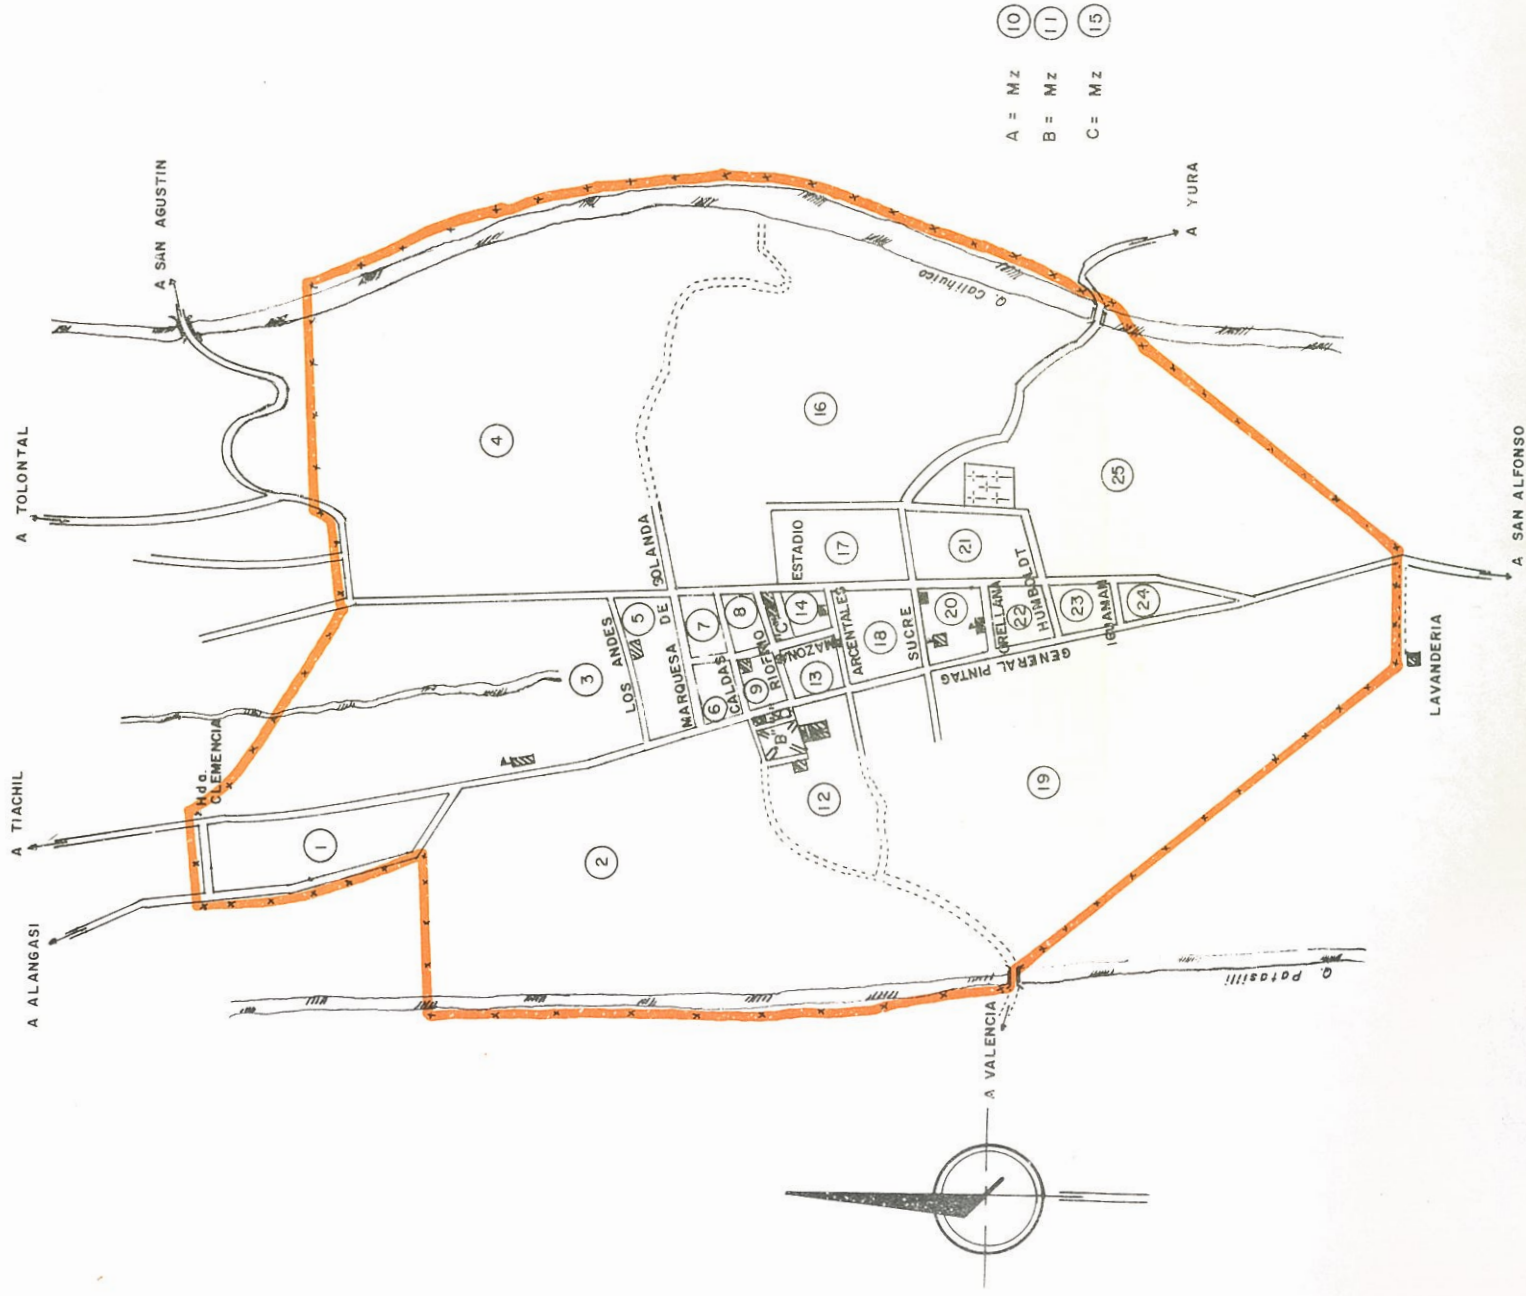 A ALANGASI
A TIACHIL
A TOLONTAL
A SAN AGUSTIN
Hda.
CLEMENCIA
1
2
3
4
LOS ANDES
5
MARQUESA DE SOLANDA
6
7
CALDAS
8
9
RIOFRIO
"B"
"C"
12
13
14
ESTADIO
16
17
ARCENTALES
18
SUCRE
19
20
21
ORELLANA
22
HUMBOLDT
23
24
25
GENERAL PINTAG
Q. Calihuico
Q. Patasilli
A VALENCIA
A YURA
LAVANDERIA
A SAN ALFONSO
A = Mz 10
B = Mz 11
C = Mz 15